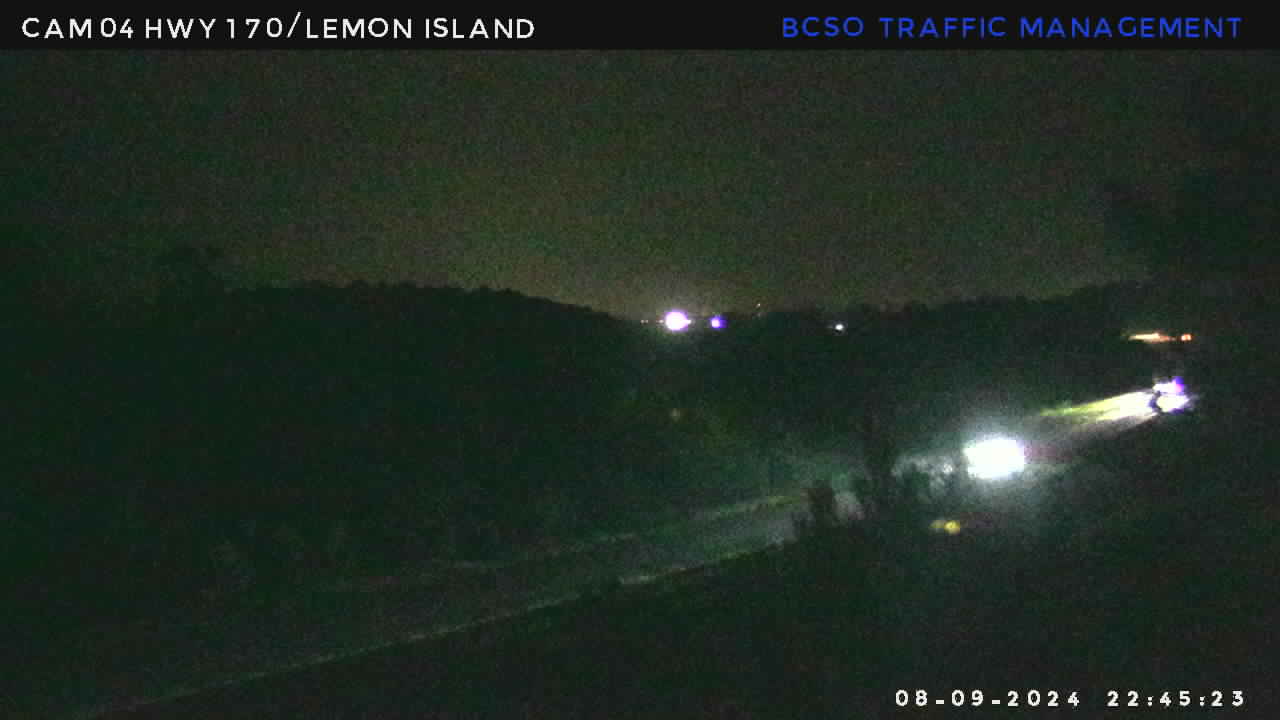 CAM04 HWY 170/LEMON ISLAND
BCSO TRAFFIC MANAGEMENT
08-09-2024 22:45:23